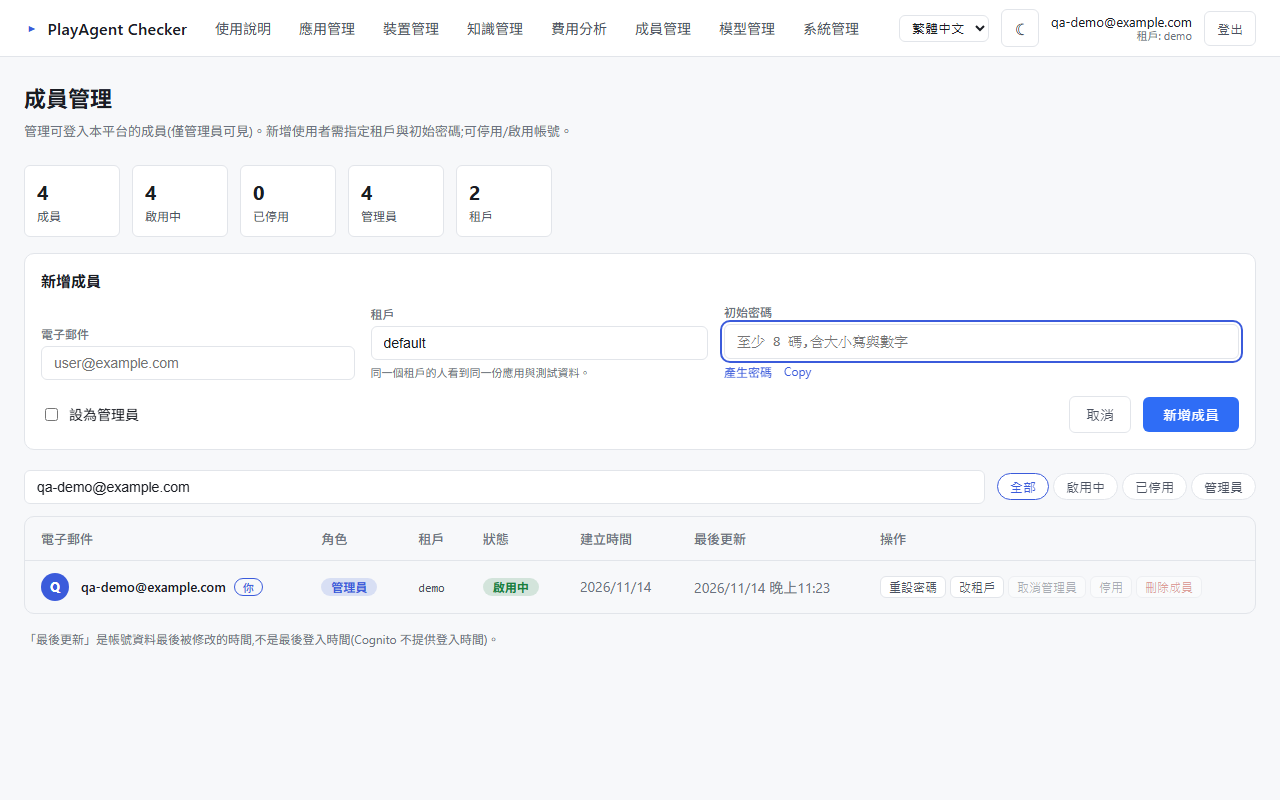 PlayAgent Checker 使用說明 應用管理 裝置管理 知識管理 費用分析 成員管理 模型管理 系統管理 繁體中文 qa-demo@example.com 登出
租戶: demo
成員管理
管理可登入本平台的成員(僅管理員可見)。新增使用者需指定租戶與初始密碼;可停用/啟用帳號。
4 4 0 4 2
成員 啟用中 已停用 管理員 租戶
新增成員
電子郵件 租戶 初始密碼
user@example.com default 至少 8 碼,含大小寫與數字
同一個租戶的人看到同一份應用與測試資料。 產生密碼 Copy
設為管理員 取消 新增成員
qa-demo@example.com 全部 啟用中 已停用 管理員
電子郵件 角色 租戶 狀態 建立時間 最後更新 操作
Q qa-demo@example.com 你 管理員 demo 啟用中 2026/11/14 2026/11/14 晚上11:23 重設密碼 改租戶 取消管理員 停用 刪除成員
「最後更新」是帳號資料最後被修改的時間,不是最後登入時間(Cognito 不提供登入時間)。